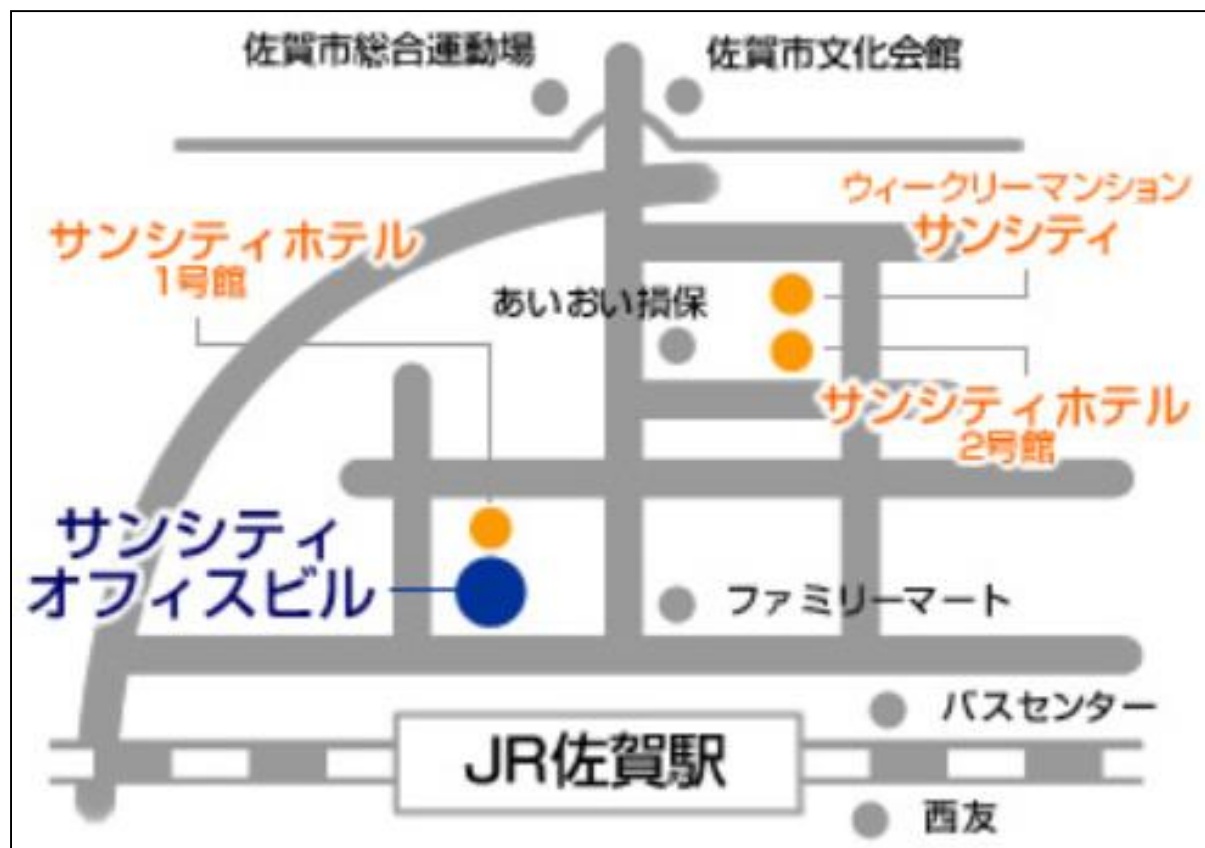 佐賀市総合運動場
佐賀市文化会館
ウィークリーマンション
サンシティ
サンシティホテル
1号館
あいおい損保
サンシティホテル
2号館
サンシティ
オフィスビル
ファミリーマート
バスセンター
JR佐賀駅
西友